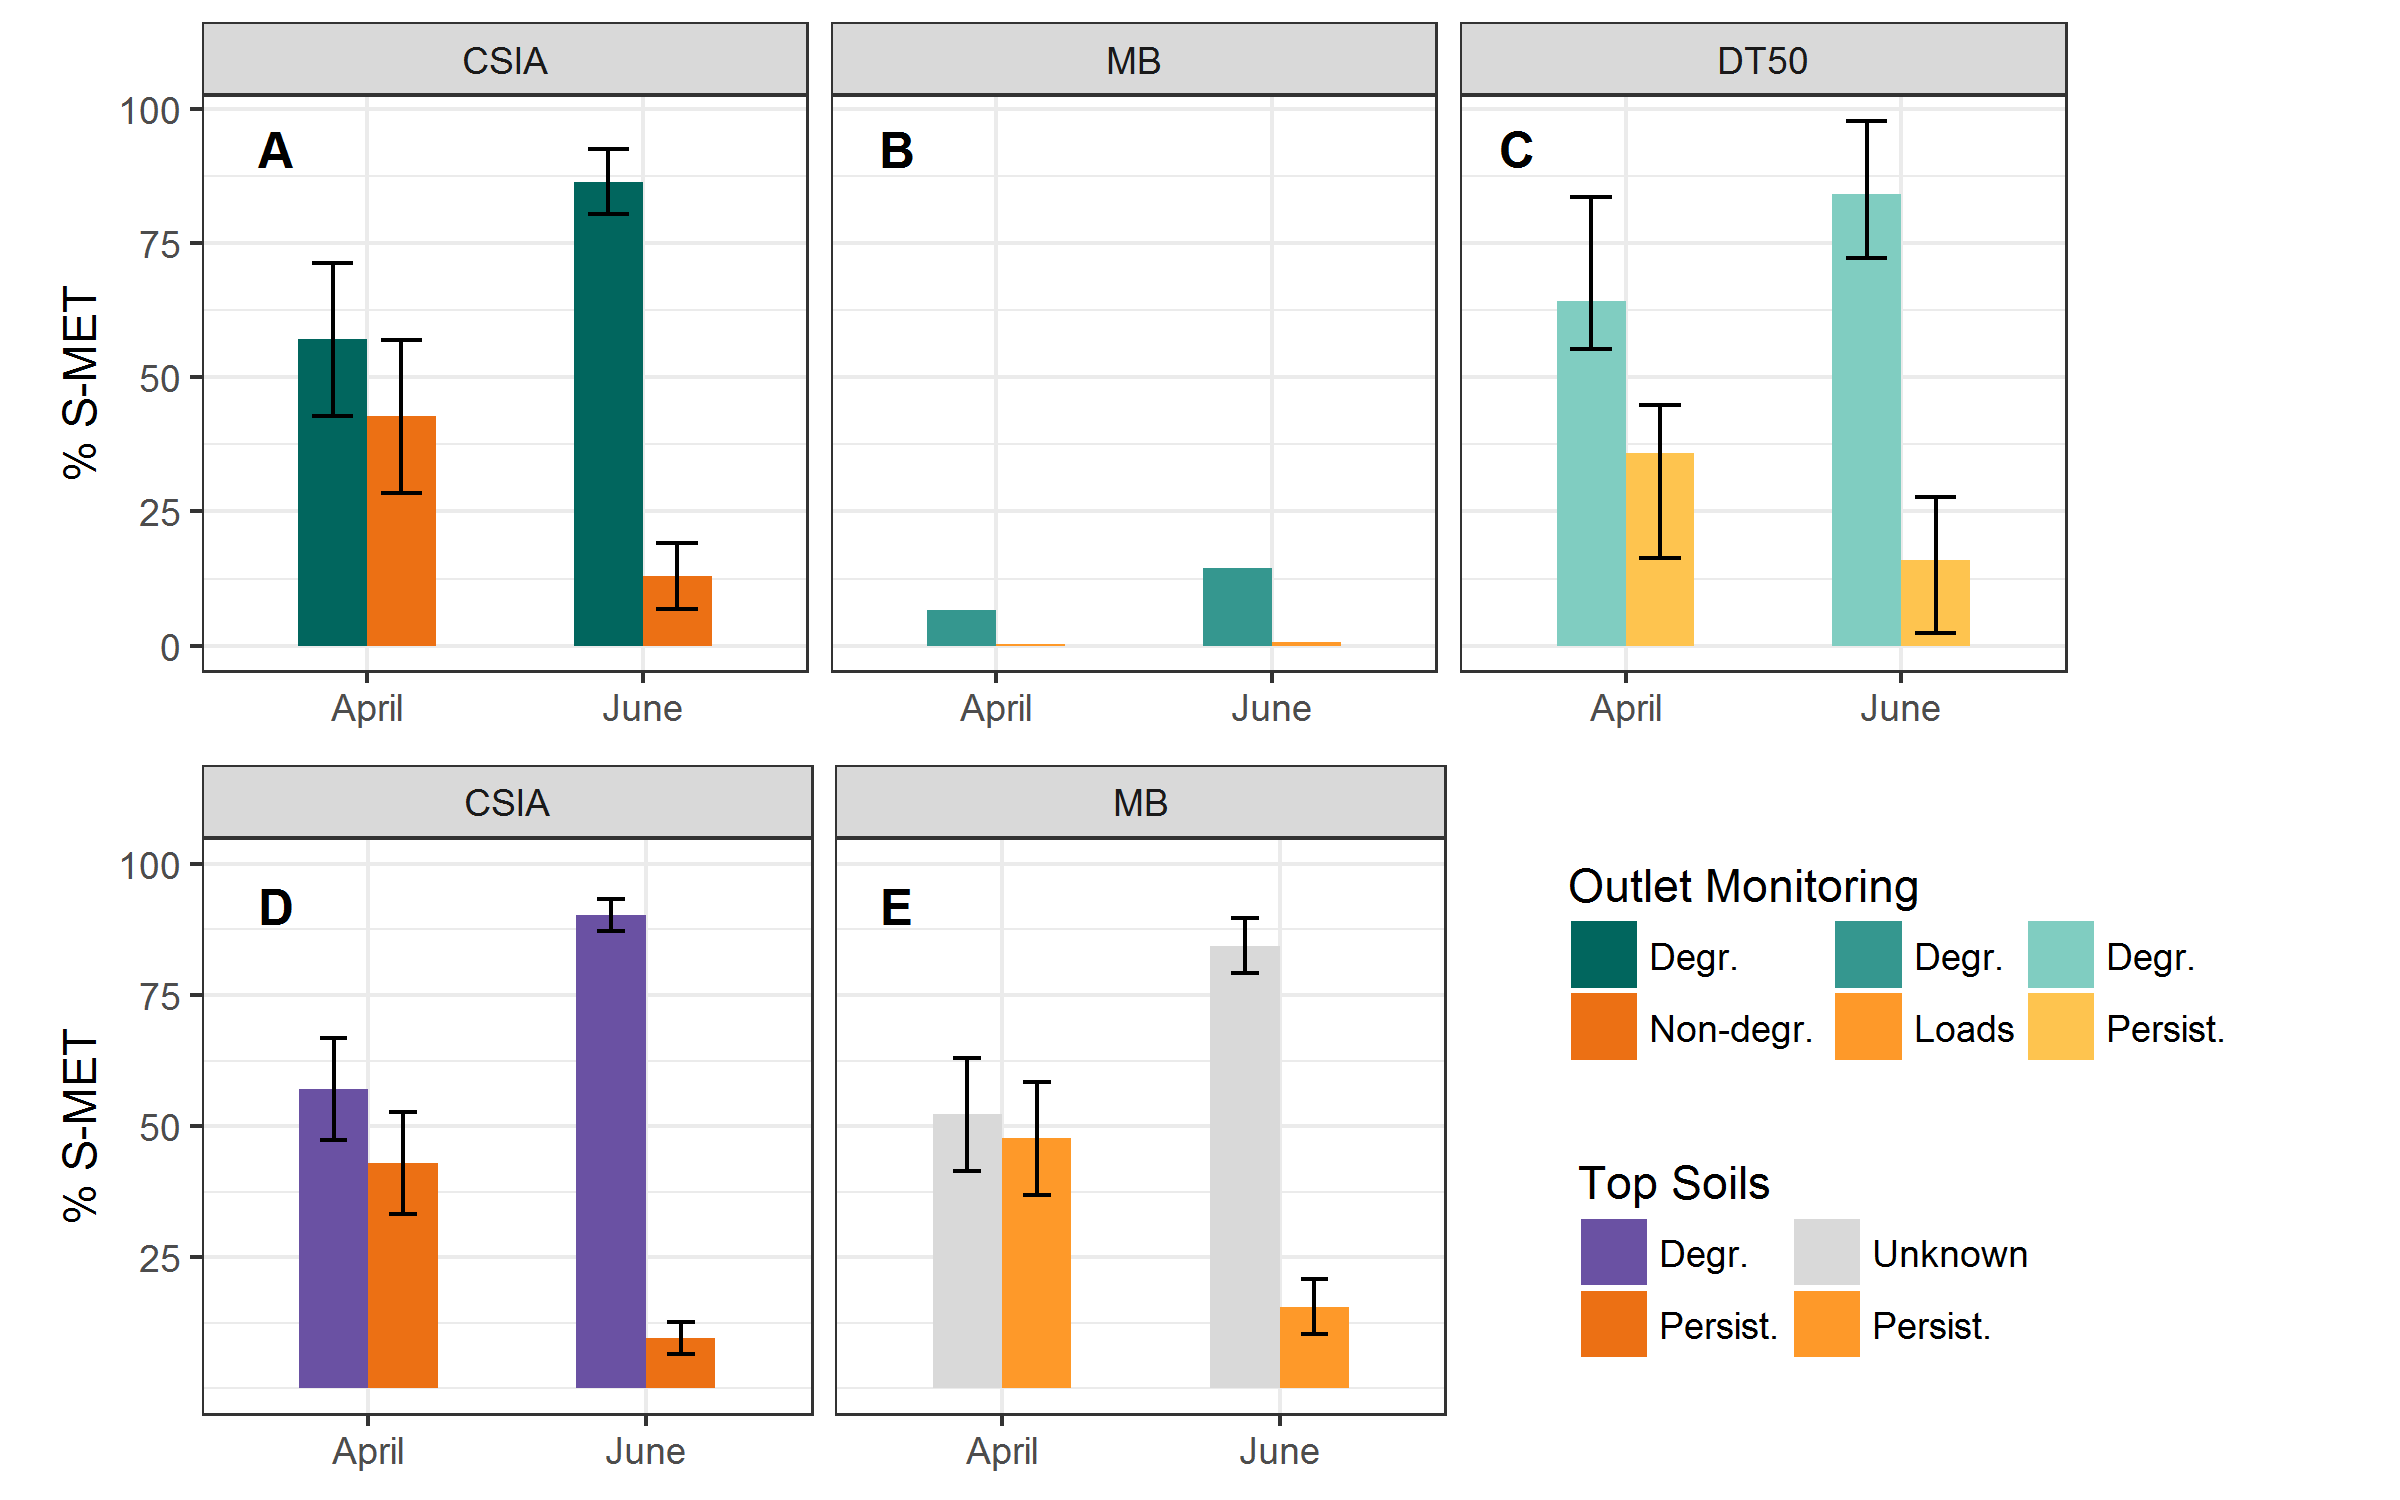 CSIA MB DT50
100
75
50
25
0
% S-MET
A B C
April June April June April June
CSIA MB
100
75
50
25
% S-MET
D E
April June April June
Outlet Monitoring
Degr. Degr. Degr.
Non-degr. Loads Persist.
Top Soils
Degr. Unknown
Persist. Persist.